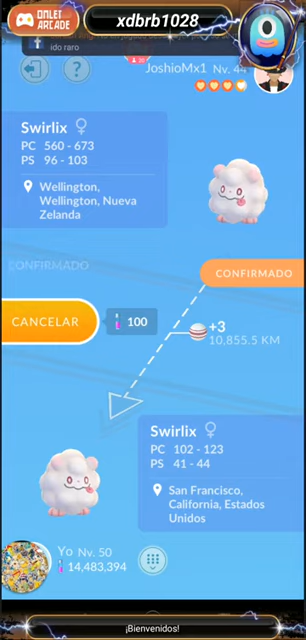 OMLET
ARCADE
xdbrb1028
ido raro
JoshioMx1 Nv. 44
Swirlix ♀
PC 560 - 673
PS 96 - 103
Wellington,
Wellington, Nueva
Zelanda
CONFIRMADO
CONFIRMADO
CANCELAR
100
+3
10,855.5 KM
Swirlix ♀
PC 102 - 123
PS 41 - 44
San Francisco,
California, Estados
Unidos
Yo Nv. 50
14,483,394
¡Bienvenidos!